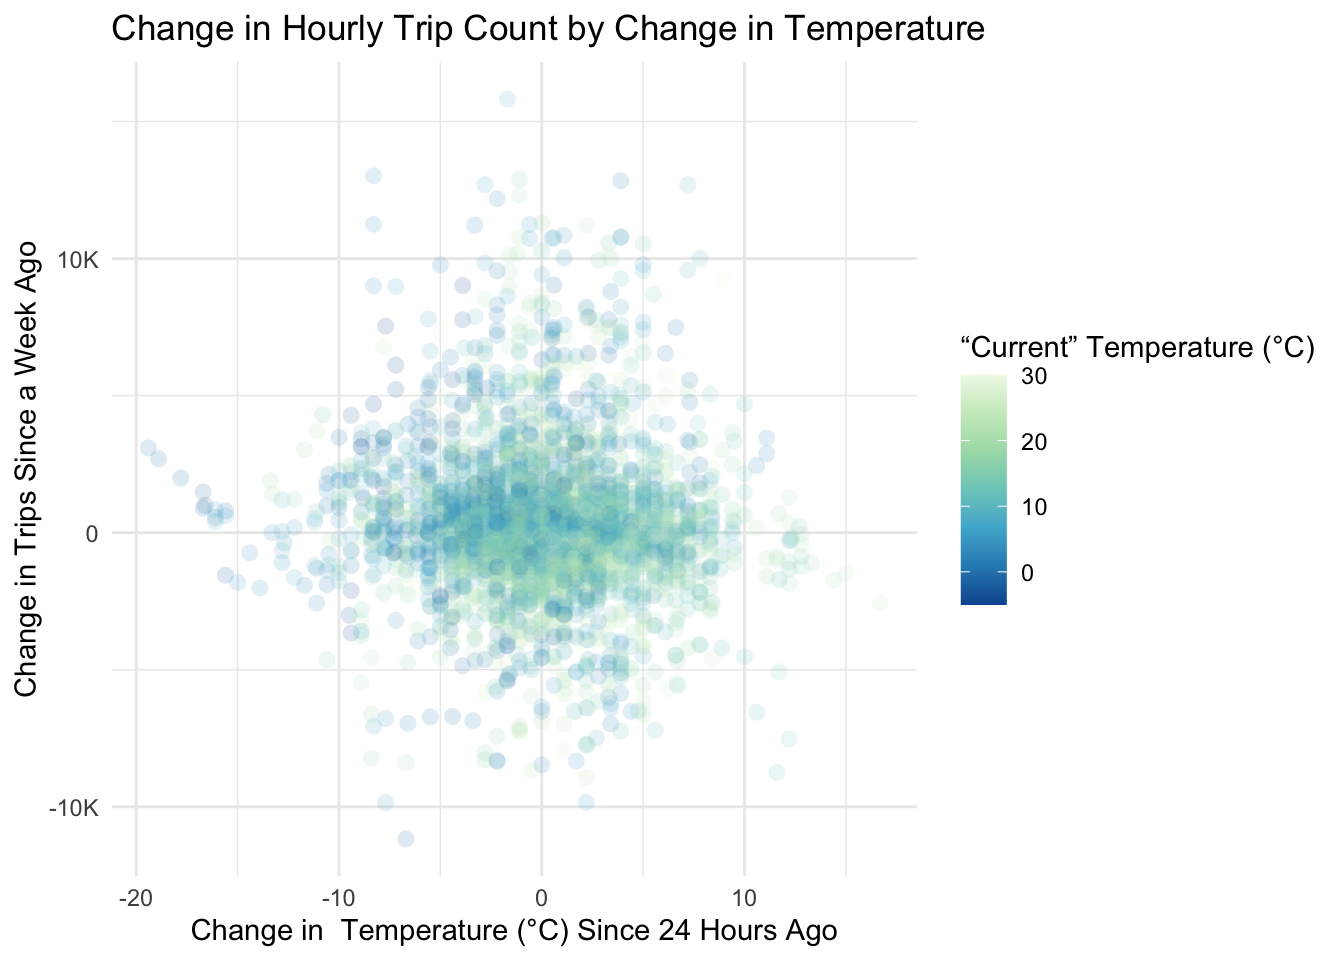 Change in Hourly Trip Count by Change in Temperature
Change in Trips Since a Week Ago
10K
0
-10K
-20
-10
0
10
Change in  Temperature (°C) Since 24 Hours Ago
“Current” Temperature (°C)
30
20
10
0